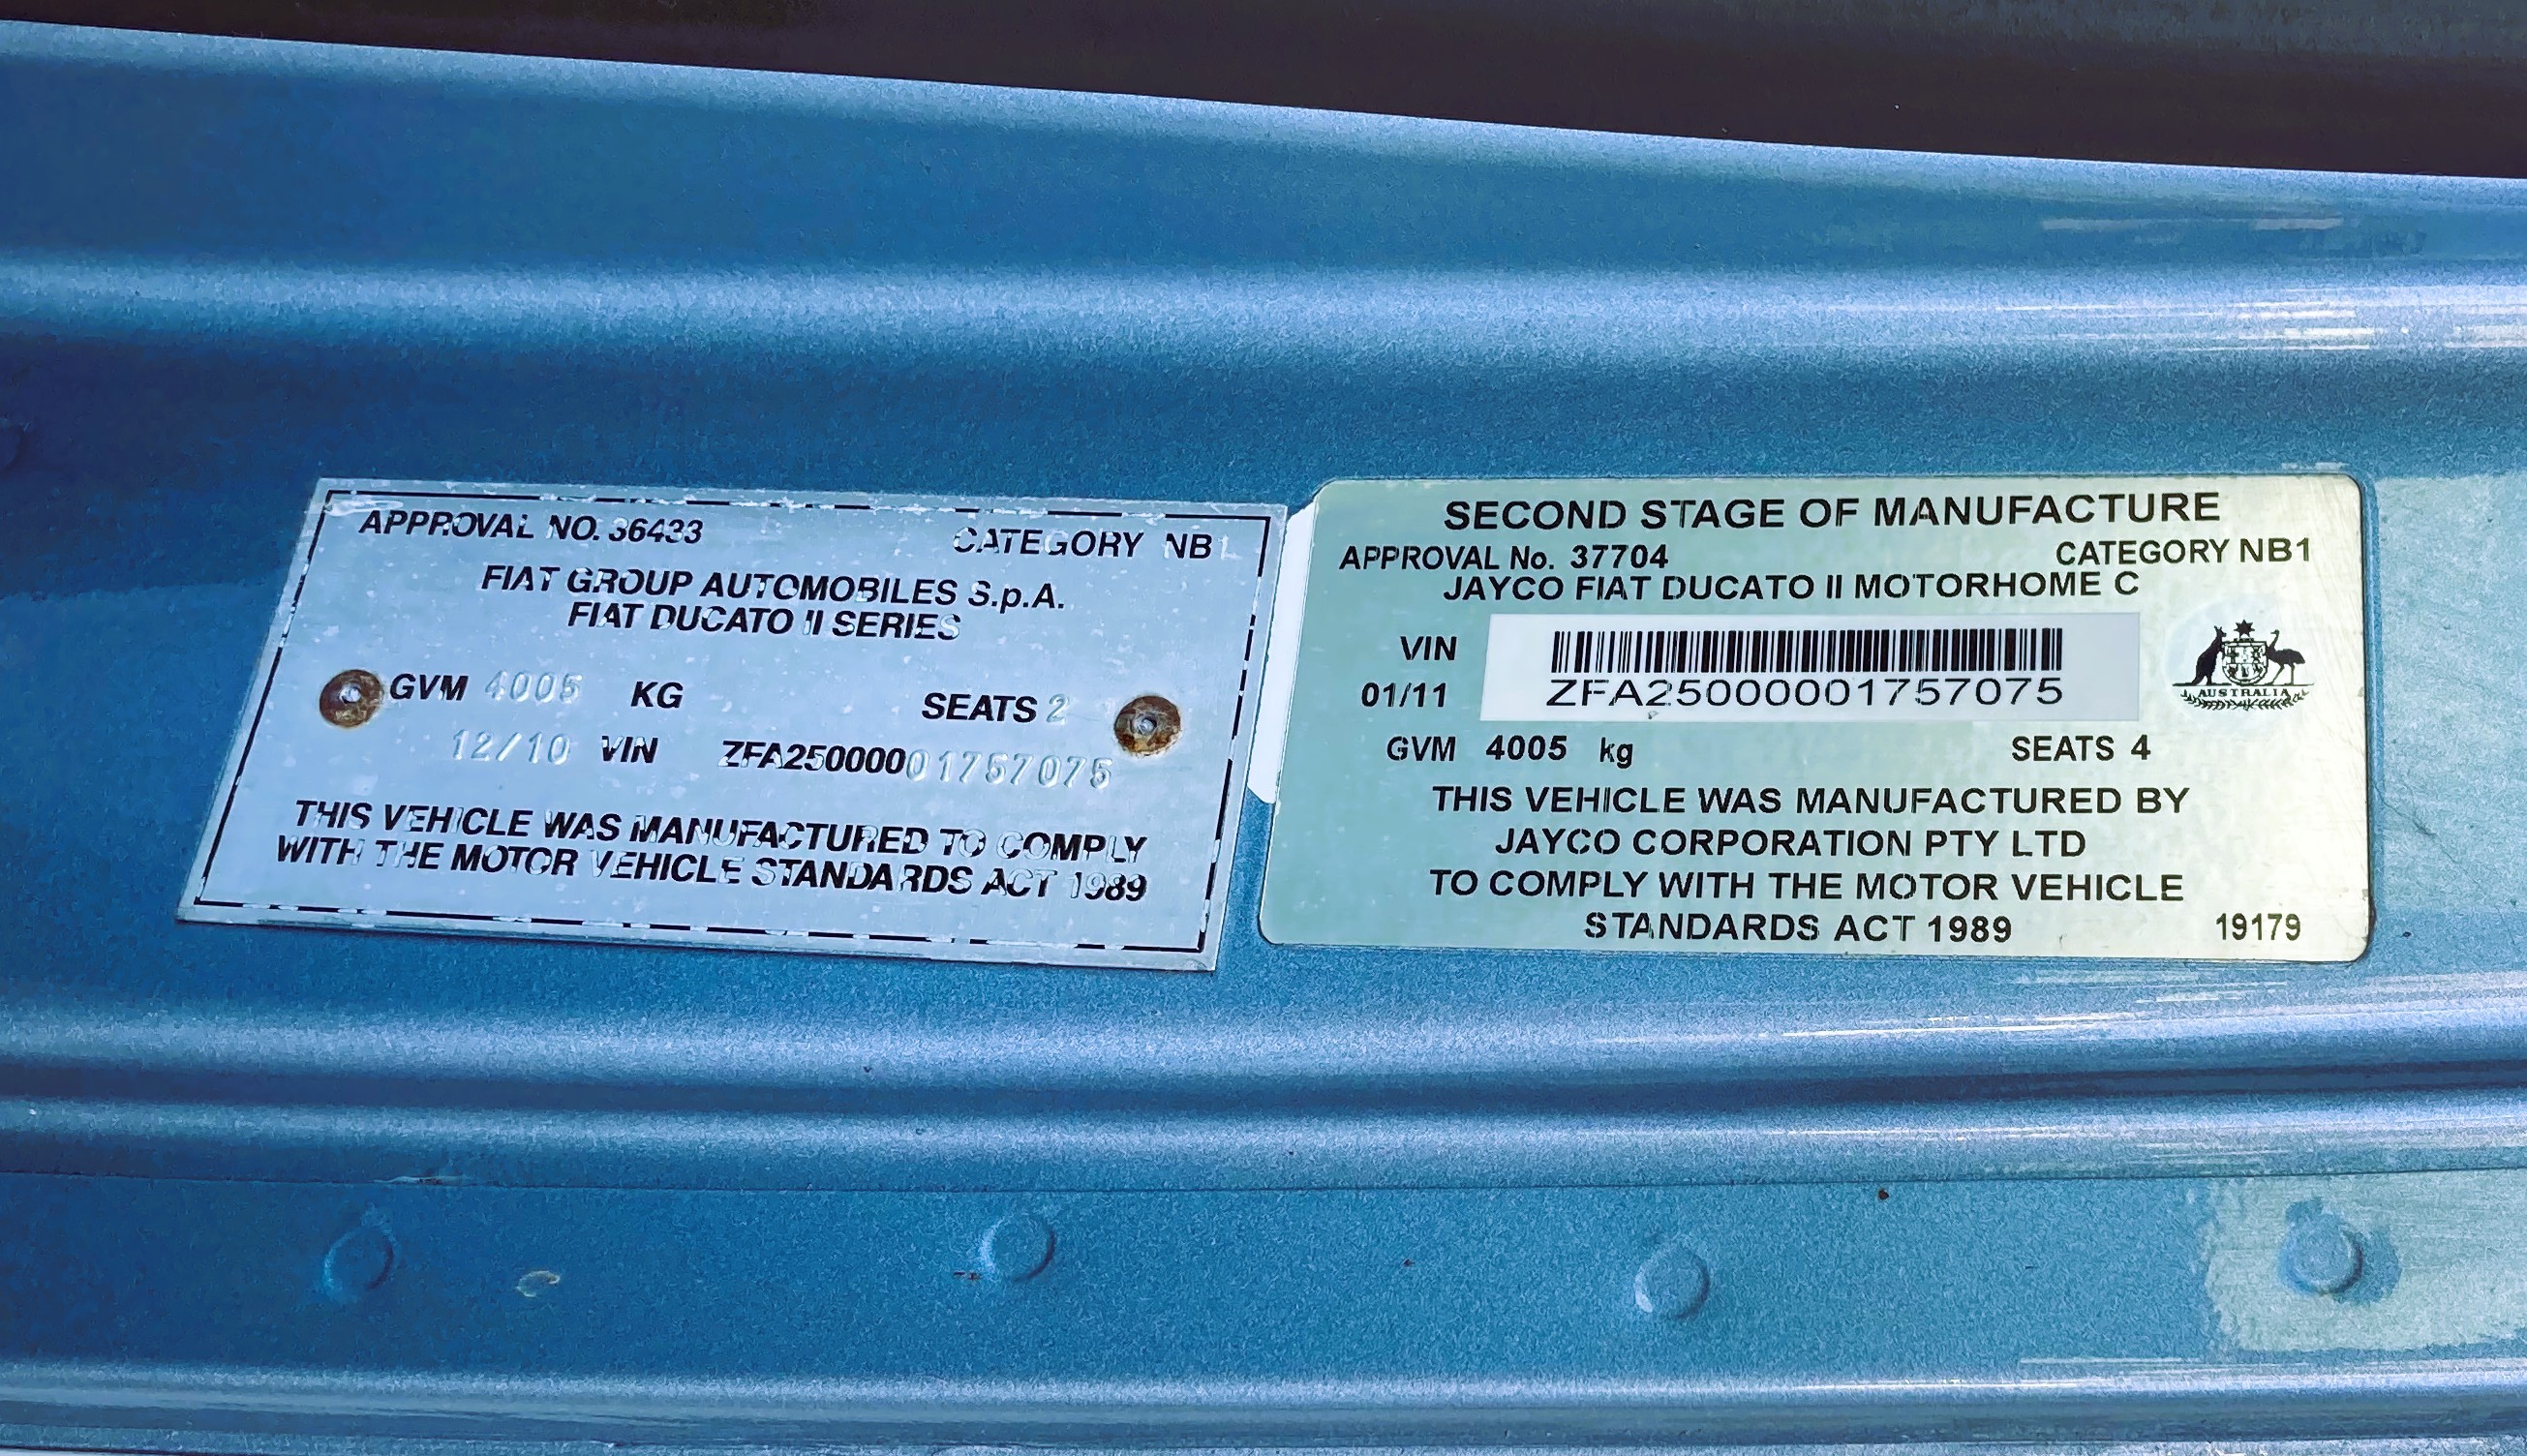 APPROVAL NO. 36433 CATEGORY NB1
FIAT GROUP AUTOMOBILES S.p.A.
FIAT DUCATO II SERIES
GVM 4005 KG SEATS 2
12/10 VIN ZFA25000001757075
THIS VEHICLE WAS MANUFACTURED TO COMPLY
WITH THE MOTOR VEHICLE STANDARDS ACT 1989
SECOND STAGE OF MANUFACTURE
APPROVAL No. 37704 CATEGORY NB1
JAYCO FIAT DUCATO II MOTORHOME C
VIN
01/11 ZFA25000001757075
AUSTRALIA
GVM 4005 kg SEATS 4
THIS VEHICLE WAS MANUFACTURED BY
JAYCO CORPORATION PTY LTD
TO COMPLY WITH THE MOTOR VEHICLE
STANDARDS ACT 1989 19179